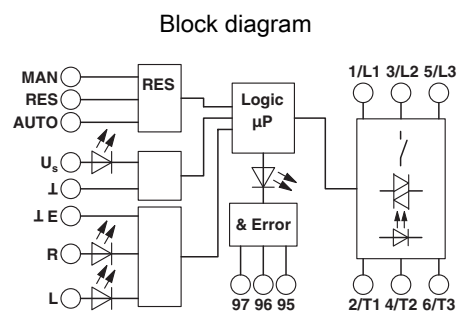 Block diagram
1/L1 3/L2 5/L3
MAN
RES
AUTO
RES
Logic
µP
Us
⊥
⊥ E
R
L
& Error
97 96 95
2/T1 4/T2 6/T3